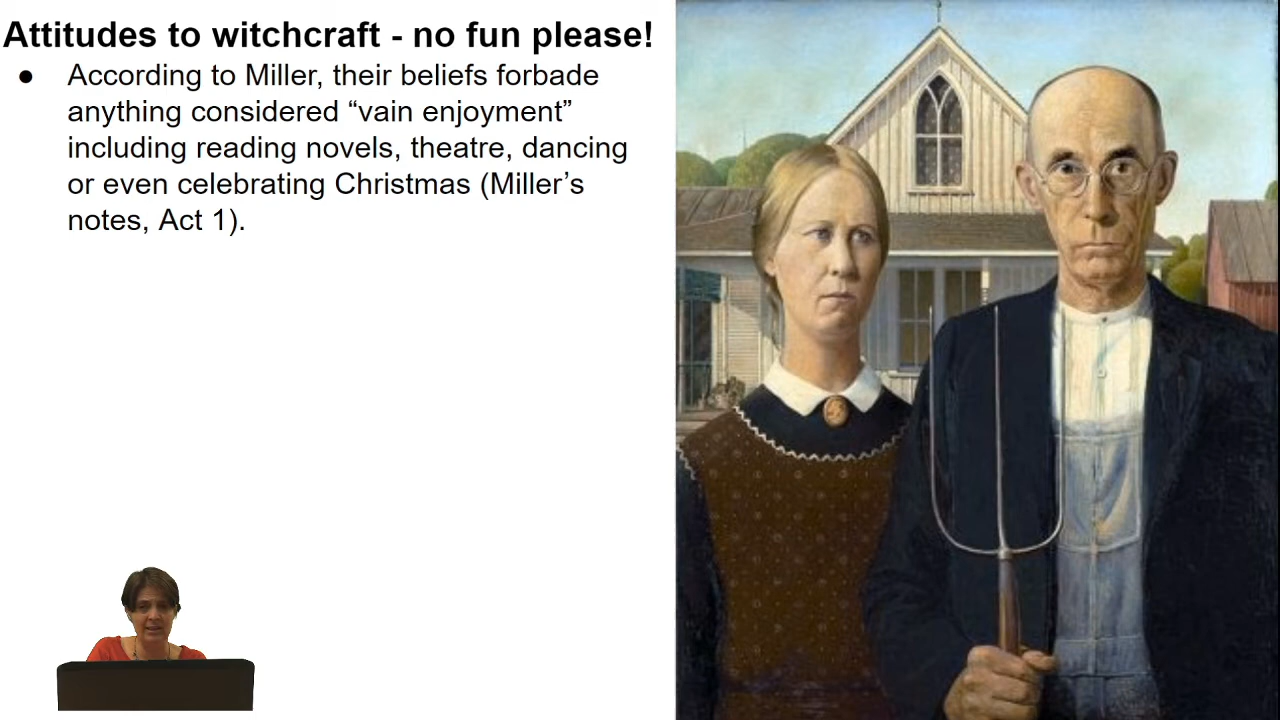 Attitudes to witchcraft - no fun please!
● According to Miller, their beliefs forbade
anything considered “vain enjoyment”
including reading novels, theatre, dancing
or even celebrating Christmas (Miller’s
notes, Act 1).